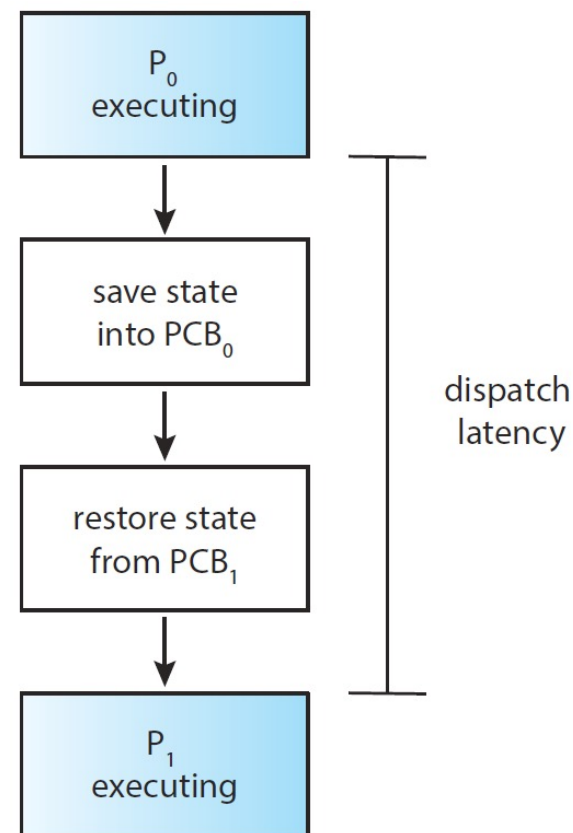 P₀
executing
save state
into PCB₀
dispatch
latency
restore state
from PCB₁
P₁
executing